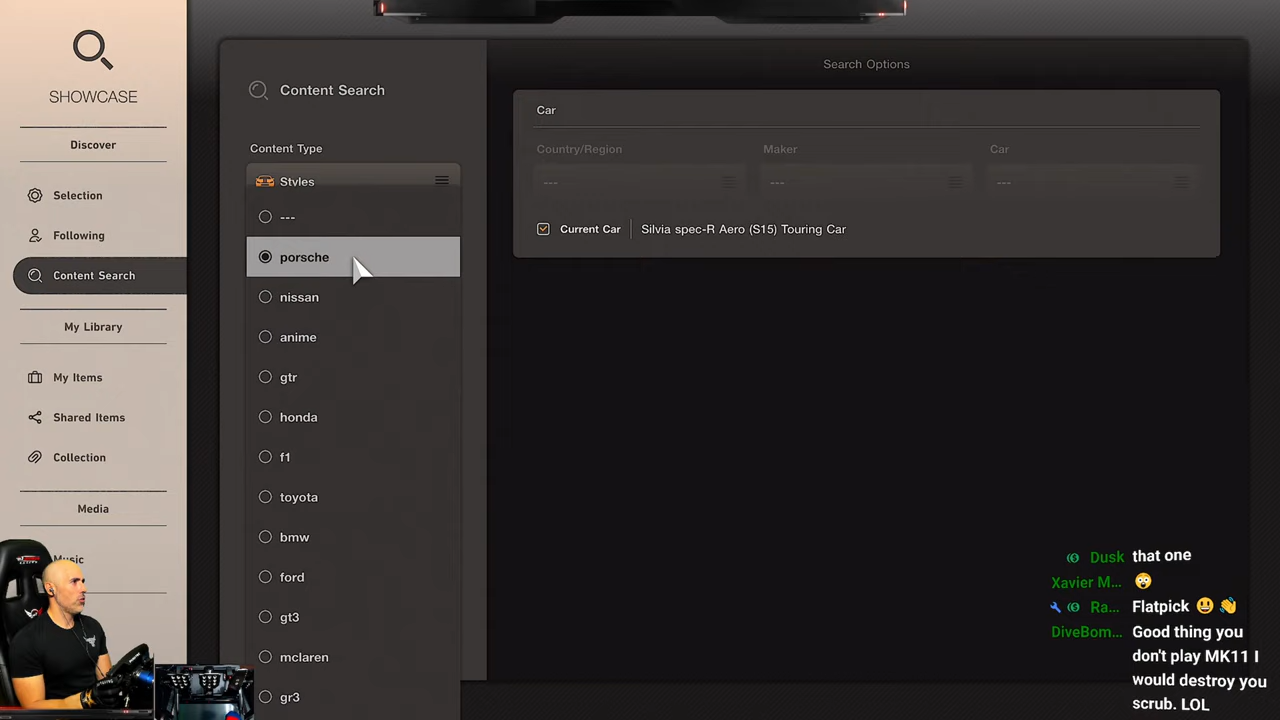 SHOWCASE
Discover
Selection
Following
Content Search
My Library
My Items
Shared Items
Collection
Media
Music
Content Search
Content Type
Styles
---
porsche
nissan
anime
gtr
honda
f1
toyota
bmw
ford
gt3
mclaren
gr3
Search Options
Car
Country/Region Maker Car
--- --- ---
Current Car Silvia spec-R Aero (S15) Touring Car
Dusk that one
Xavier M... 😳
Ra... Flatpick 😃 👋
DiveBom... Good thing you
don't play MK11 I
would destroy you
scrub. LOL